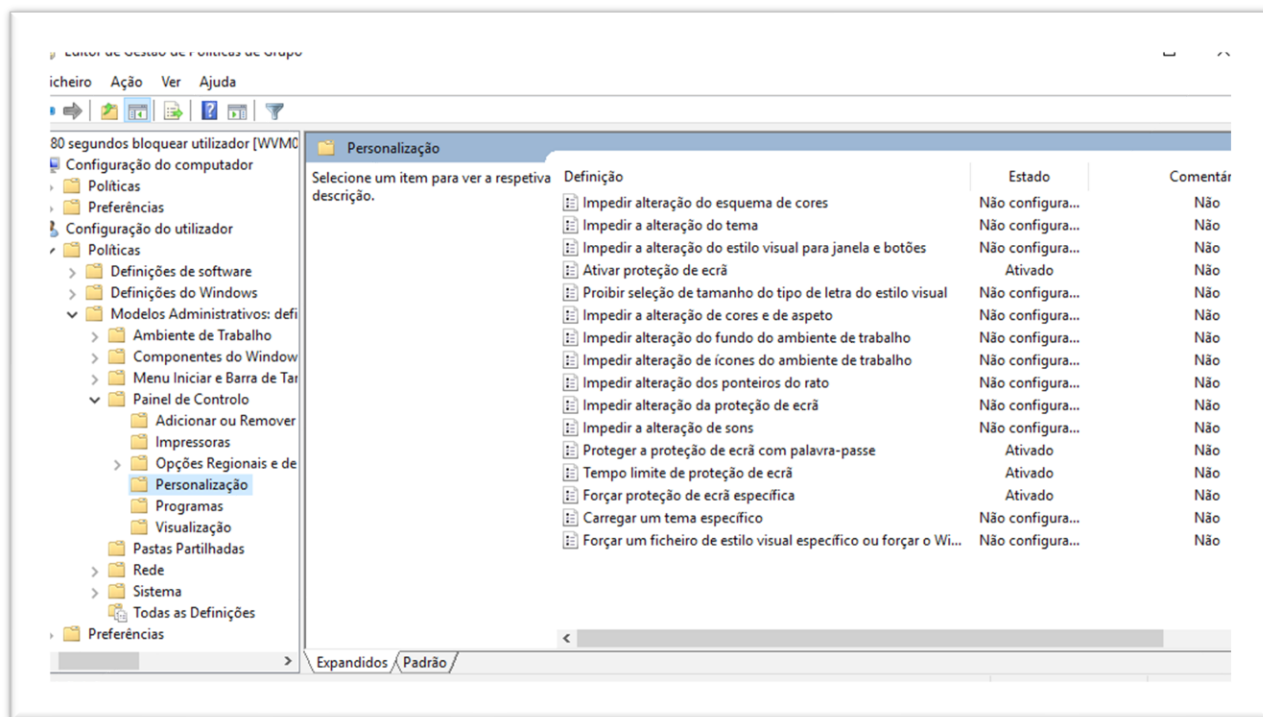 Editor de Gestão de Políticas de Grupo
icheiro Ação Ver Ajuda
80 segundos bloquear utilizador [WVM0
Configuração do computador
Políticas
Preferências
Configuração do utilizador
Políticas
Definições de software
Definições do Windows
Modelos Administrativos: defi
Ambiente de Trabalho
Componentes do Window
Menu Iniciar e Barra de Tar
Painel de Controlo
Adicionar ou Remover
Impressoras
Opções Regionais e de
Personalização
Programas
Visualização
Pastas Partilhadas
Rede
Sistema
Todas as Definições
Preferências
Personalização
Selecione um item para ver a respetiva
descrição.
Definição Estado Comentár
Impedir alteração do esquema de cores Não configura... Não
Impedir a alteração do tema Não configura... Não
Impedir a alteração do estilo visual para janela e botões Não configura... Não
Ativar proteção de ecrã Ativado Não
Proibir seleção de tamanho do tipo de letra do estilo visual Não configura... Não
Impedir a alteração de cores e de aspeto Não configura... Não
Impedir alteração do fundo do ambiente de trabalho Não configura... Não
Impedir alteração de ícones do ambiente de trabalho Não configura... Não
Impedir alteração dos ponteiros do rato Não configura... Não
Impedir alteração da proteção de ecrã Não configura... Não
Impedir a alteração de sons Não configura... Não
Proteger a proteção de ecrã com palavra-passe Ativado Não
Tempo limite de proteção de ecrã Ativado Não
Forçar proteção de ecrã específica Ativado Não
Carregar um tema específico Não configura... Não
Forçar um ficheiro de estilo visual específico ou forçar o Wi... Não configura... Não
Expandidos Padrão